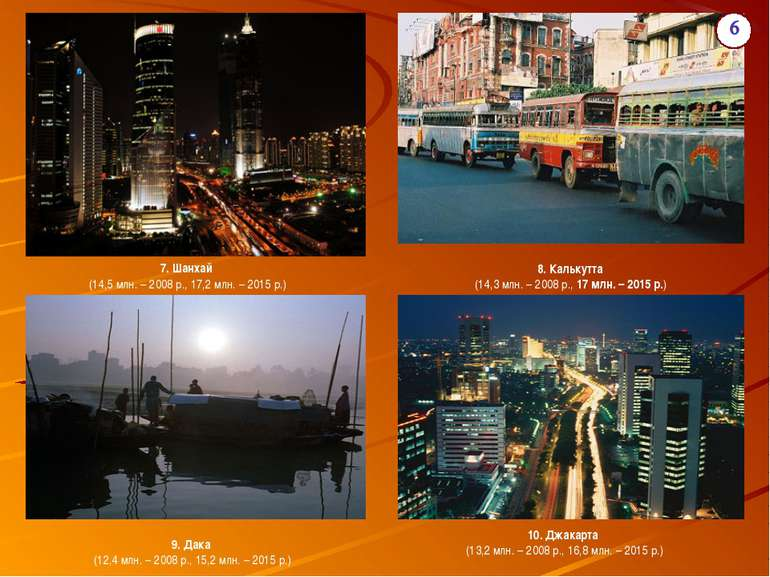 6
7. Шанхай
(14,5 млн. – 2008 р., 17,2 млн. – 2015 р.)
8. Калькутта
(14,3 млн. – 2008 р., 17 млн. – 2015 р.)
9. Дака
(12,4 млн. – 2008 р., 15,2 млн. – 2015 р.)
10. Джакарта
(13,2 млн. – 2008 р., 16,8 млн. – 2015 р.)